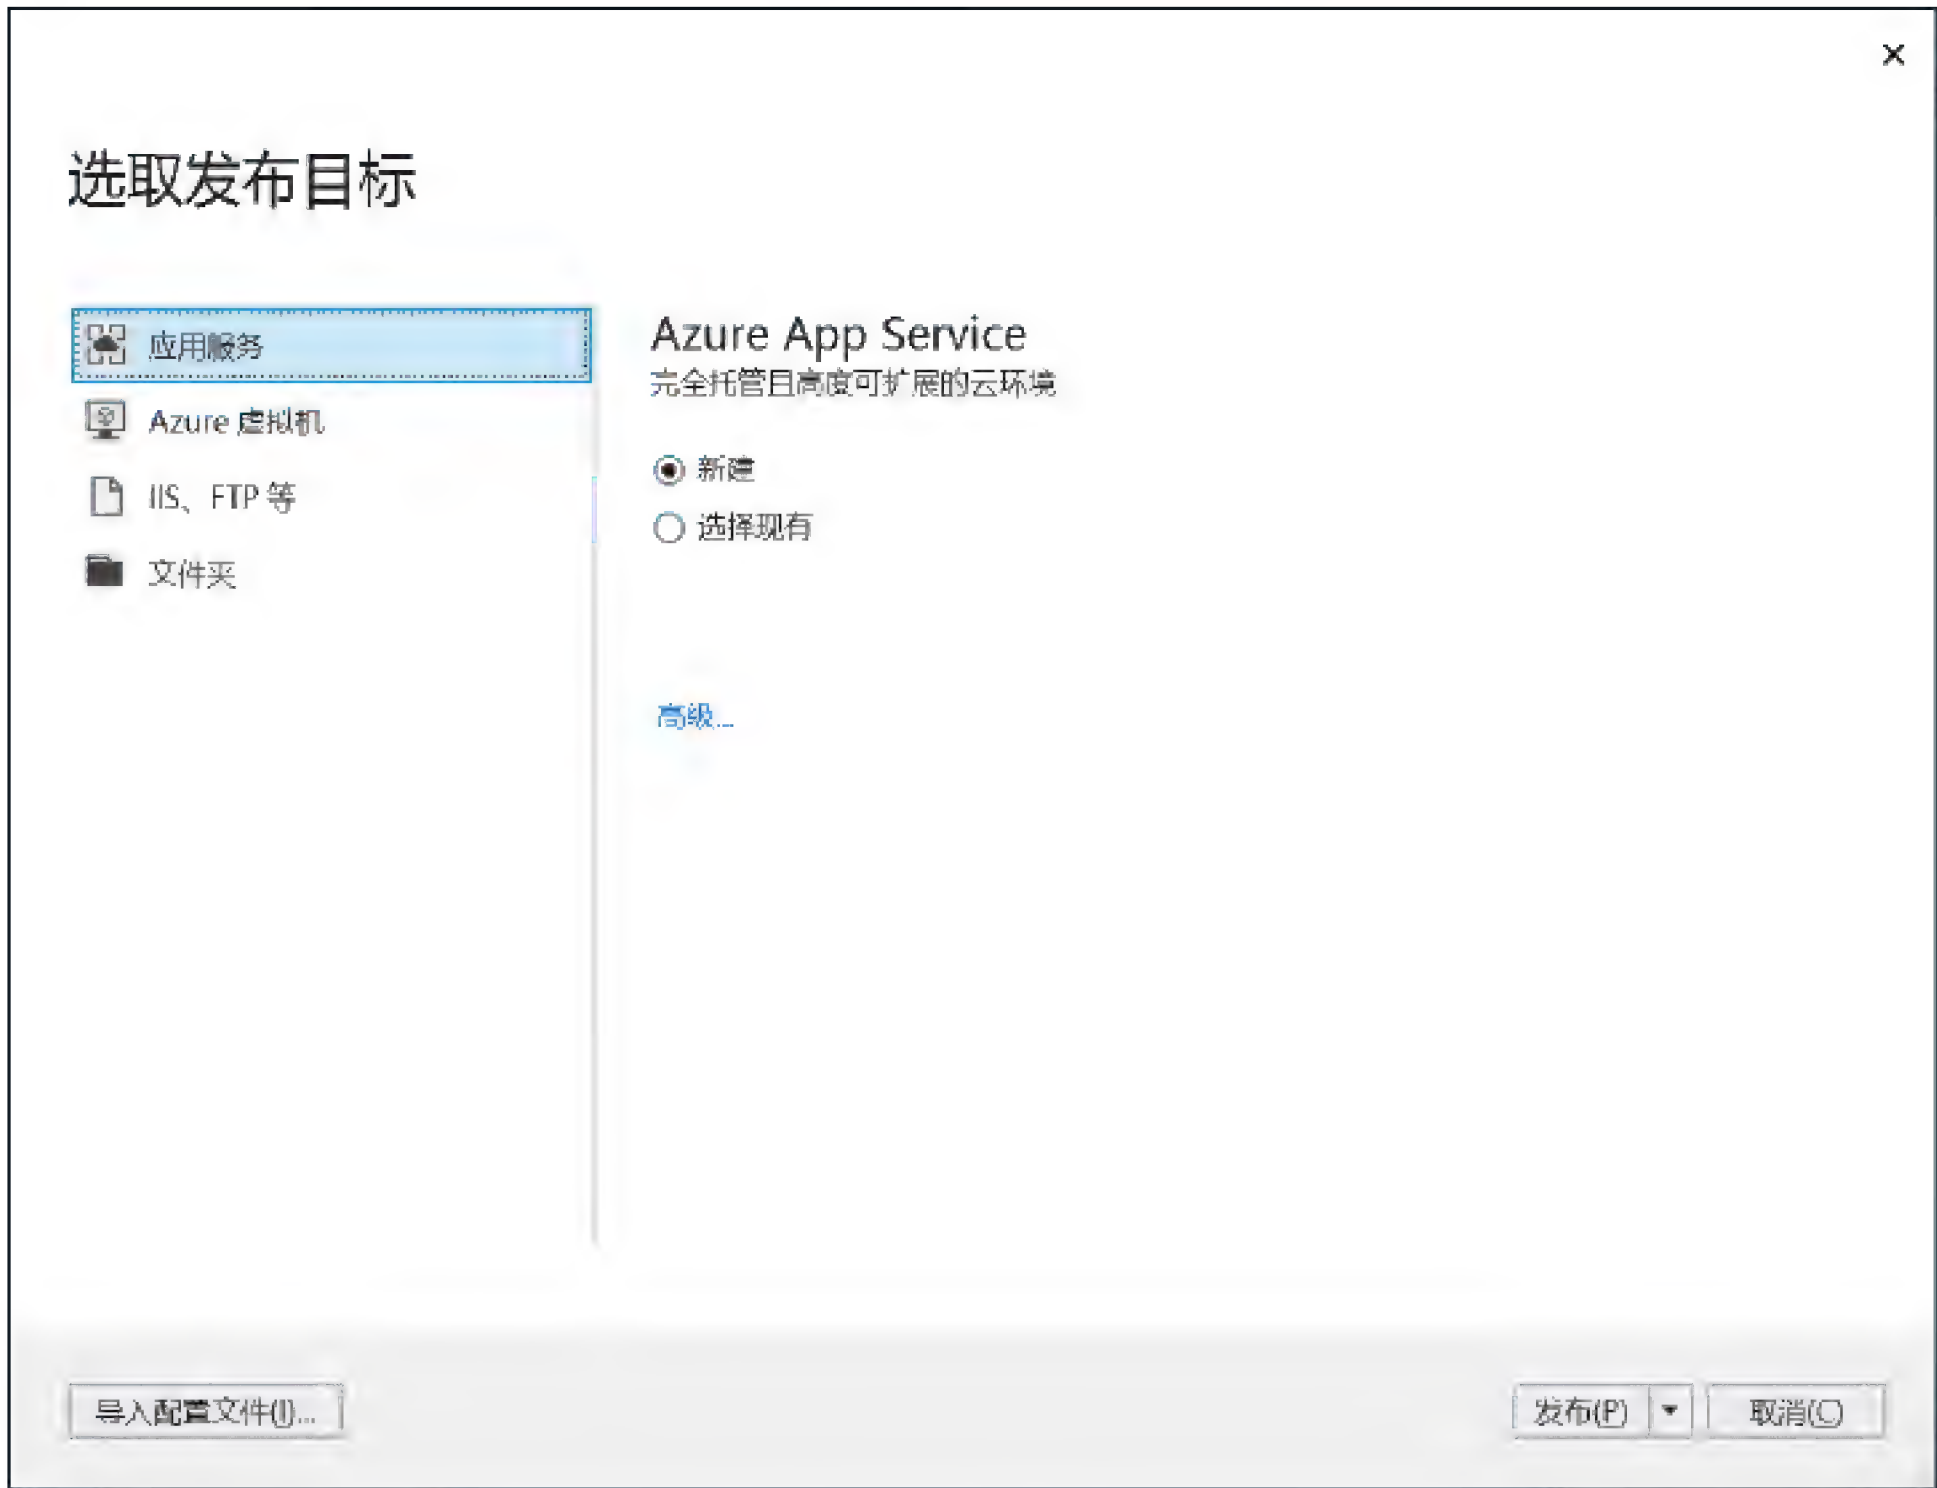 选取发布目标
应用服务
Azure 虚拟机
IIS、FTP 等
文件夹
Azure App Service
完全托管且高度可扩展的云环境
新建
选择现有
高级...
导入配置文件(I)...
发布(P)
取消(C)